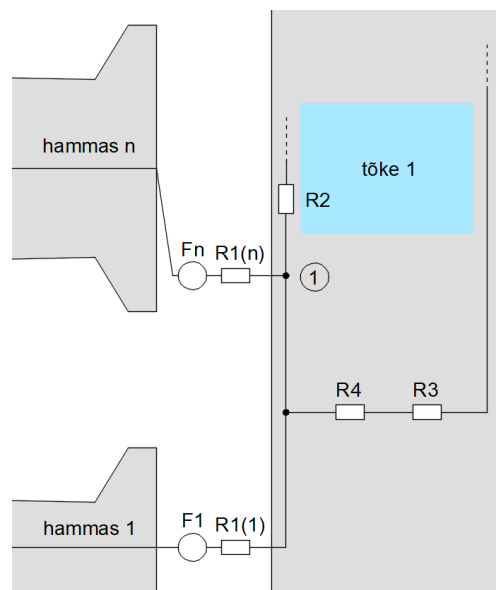 hammas n
tõke 1
R2
Fn
R1(n)
1
R4
R3
hammas 1
F1
R1(1)